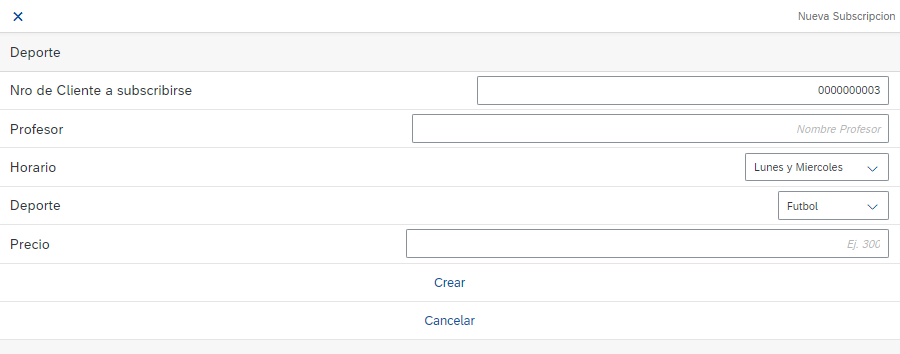 Nueva Subscripcion
Deporte
Nro de Cliente a subscribirse 0000000003
Profesor Nombre Profesor
Horario Lunes y Miercoles
Deporte Futbol
Precio Ej. 300
Crear
Cancelar